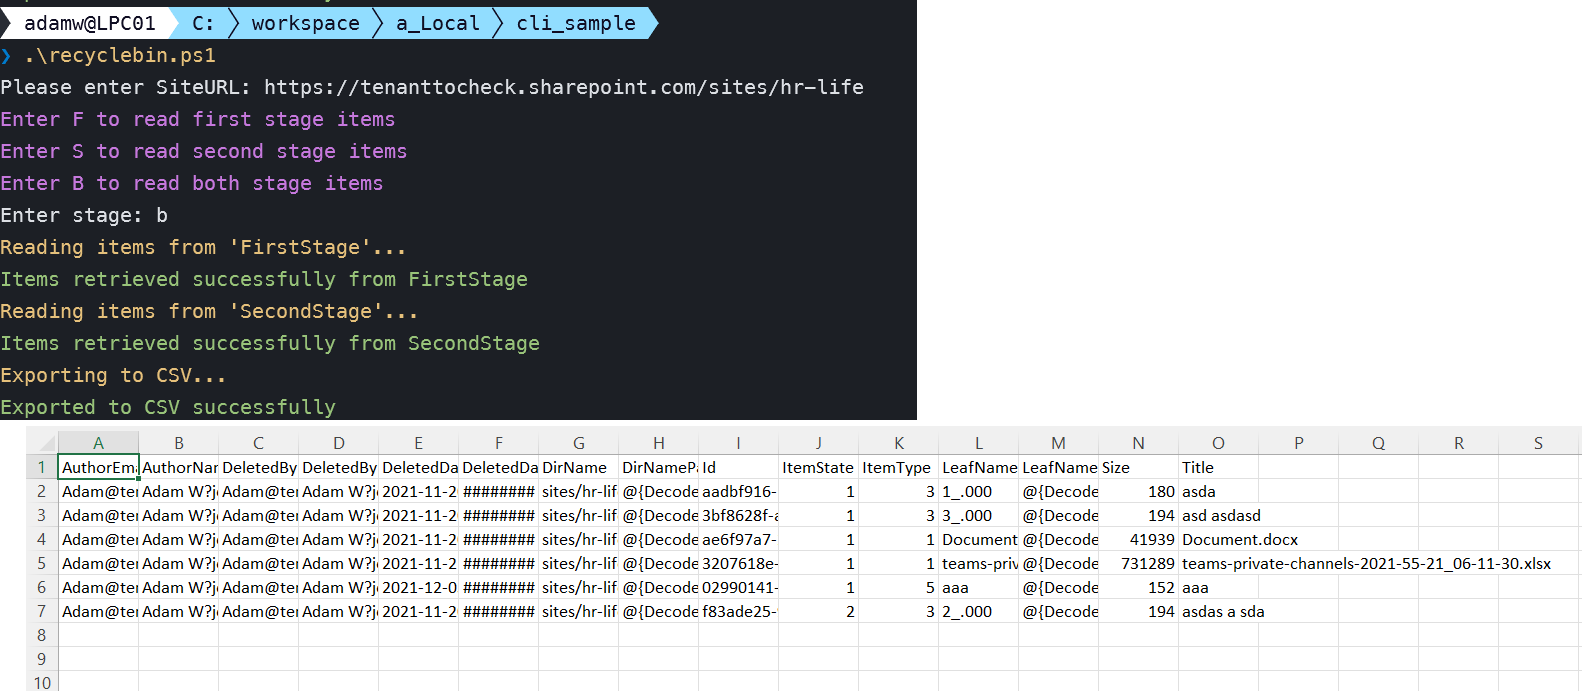 adamw@LPC01 C: workspace a_Local cli_sample
❯ .\recyclebin.ps1
Please enter SiteURL: https://tenanttocheck.sharepoint.com/sites/hr-life
Enter F to read first stage items
Enter S to read second stage items
Enter B to read both stage items
Enter stage: b
Reading items from 'FirstStage'...
Items retrieved successfully from FirstStage
Reading items from 'SecondStage'...
Items retrieved successfully from SecondStage
Exporting to CSV...
Exported to CSV successfully
A B C D E F G H I J K L M N O P Q R S
1 AuthorEma AuthorNar DeletedBy DeletedBy DeletedDa DeletedDa DirName DirNamePa Id ItemState ItemType LeafName LeafName Size Title
2 Adam@ter Adam W?j Adam@ter Adam W?j 2021-11-2 ######## sites/hr-lif @{Decode aadbf916- 1 3 1_.000 @{Decode 180 asda
3 Adam@ter Adam W?j Adam@ter Adam W?j 2021-11-2 ######## sites/hr-lif @{Decode 3bf8628f-a 1 3 3_.000 @{Decode 194 asd asdasd
4 Adam@ter Adam W?j Adam@ter Adam W?j 2021-11-2 ######## sites/hr-lif @{Decode ae6f97a7- 1 1 Document @{Decode 41939 Document.docx
5 Adam@ter Adam W?j Adam@ter Adam W?j 2021-11-2 ######## sites/hr-lif @{Decode 3207618e- 1 1 teams-priv @{Decode 731289 teams-private-channels-2021-55-21_06-11-30.xlsx
6 Adam@ter Adam W?j Adam@ter Adam W?j 2021-12-0 ######## sites/hr-lif @{Decode 02990141- 1 5 aaa @{Decode 152 aaa
7 Adam@ter Adam W?j Adam@ter Adam W?j 2021-11-2 ######## sites/hr-lif @{Decode f83ade25- 2 3 2_.000 @{Decode 194 asdas a sda
8
9
10